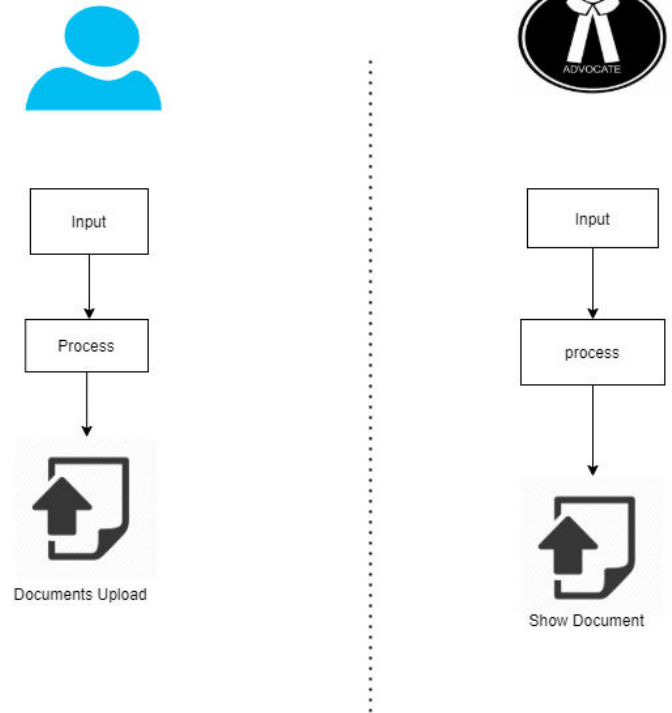 ADVOCATE
Input
Process
Documents Upload
Input
process
Show Document